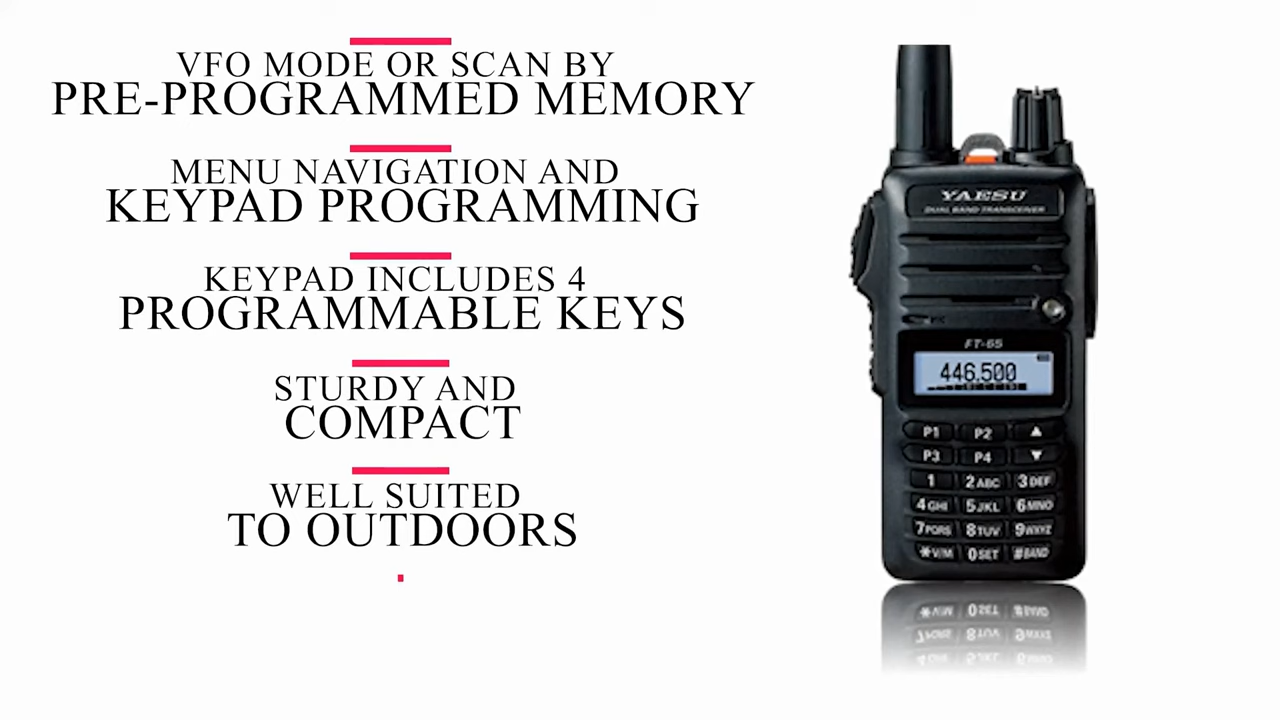 VFO MODE OR SCAN BY
PRE-PROGRAMMED MEMORY
MENU NAVIGATION AND
KEYPAD PROGRAMMING
KEYPAD INCLUDES 4
PROGRAMMABLE KEYS
STURDY AND
COMPACT
WELL SUITED
TO OUTDOORS
YAESU
DUAL BAND TRANSCEIVER
FT-65
446.500
P1 P2 ▲
P3 P4 ▼
1 2ABC 3DEF
4GHI 5JKL 6MNO
7PQRS 8TUV 9WXYZ
*V/M 0SET #BAND